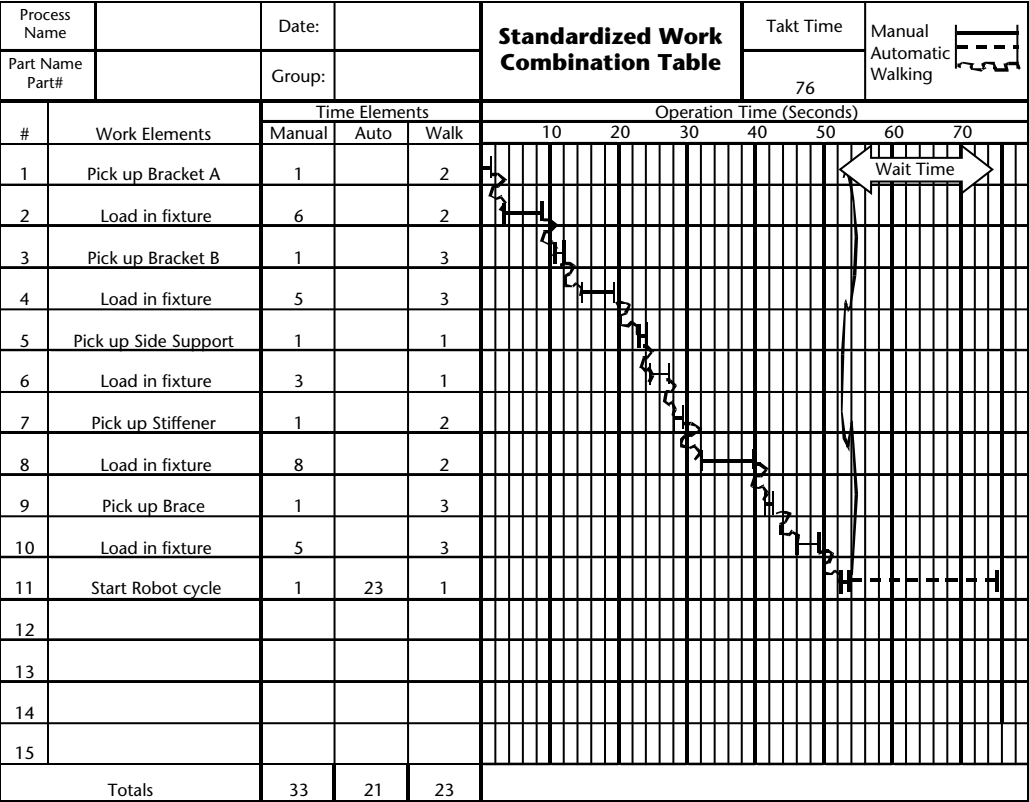 Process
Name
Date:
Standardized Work
Combination Table
Takt Time
Manual
Automatic
Walking
Part Name
Part#
Group:
76
Time Elements
Operation Time (Seconds)
# Work Elements Manual Auto Walk 10 20 30 40 50 60 70
1 Pick up Bracket A 1 2 Wait Time
2 Load in fixture 6 2
3 Pick up Bracket B 1 3
4 Load in fixture 5 3
5 Pick up Side Support 1 1
6 Load in fixture 3 1
7 Pick up Stiffener 1 2
8 Load in fixture 8 2
9 Pick up Brace 1 3
10 Load in fixture 5 3
11 Start Robot cycle 1 23 1
12
13
14
15
Totals 33 21 23